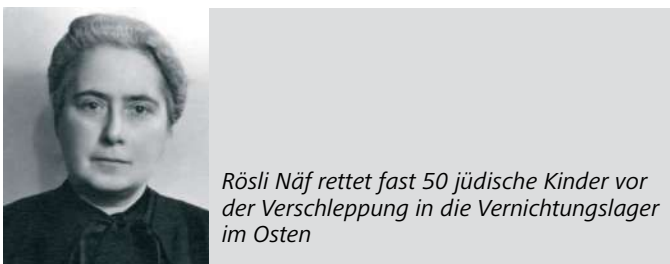 Rösli Näf rettet fast 50 jüdische Kinder vor
der Verschleppung in die Vernichtungslager
im Osten